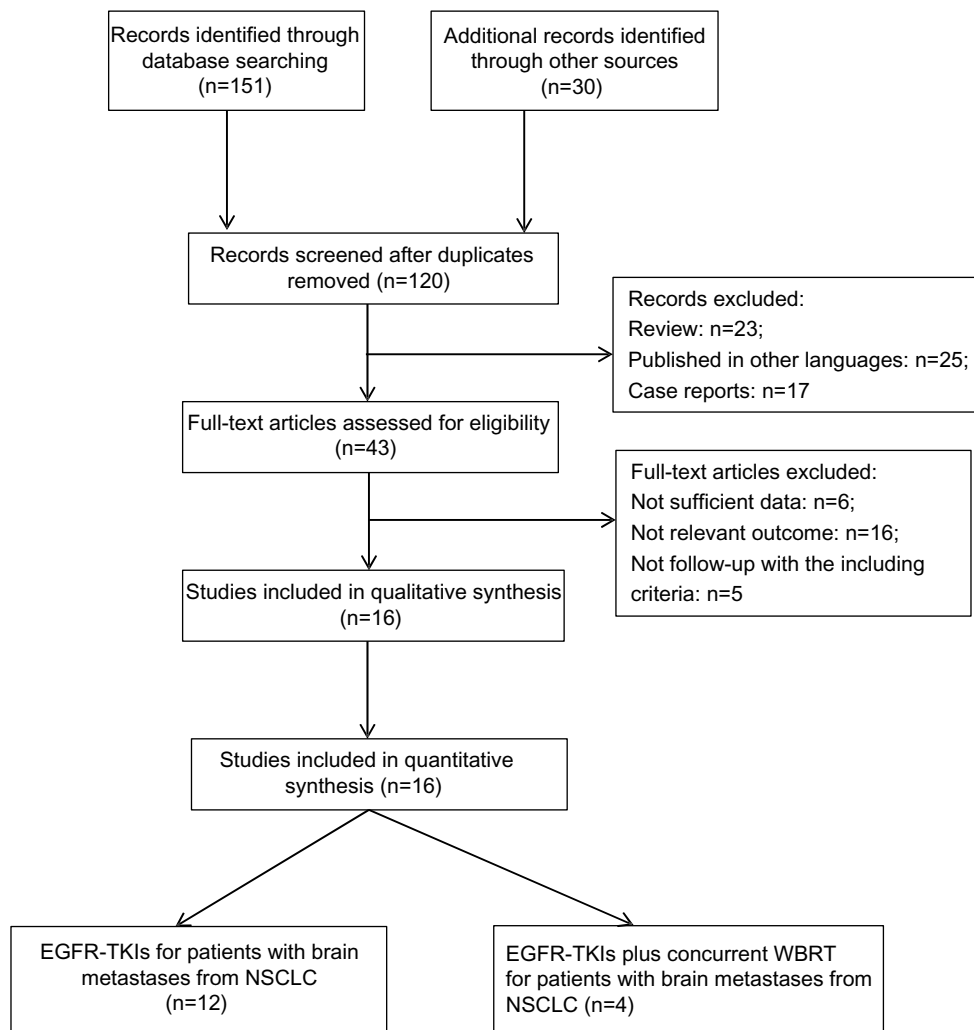 Records identified through
database searching
(n=151)
Additional records identified
through other sources
(n=30)
Records screened after duplicates
removed (n=120)
Records excluded:
Review: n=23;
Published in other languages: n=25;
Case reports: n=17
Full-text articles assessed for eligibility
(n=43)
Full-text articles excluded:
Not sufficient data: n=6;
Not relevant outcome: n=16;
Not follow-up with the including
criteria: n=5
Studies included in qualitative synthesis
(n=16)
Studies included in quantitative
synthesis (n=16)
EGFR-TKIs for patients with brain
metastases from NSCLC
(n=12)
EGFR-TKIs plus concurrent WBRT
for patients with brain metastases from
NSCLC (n=4)